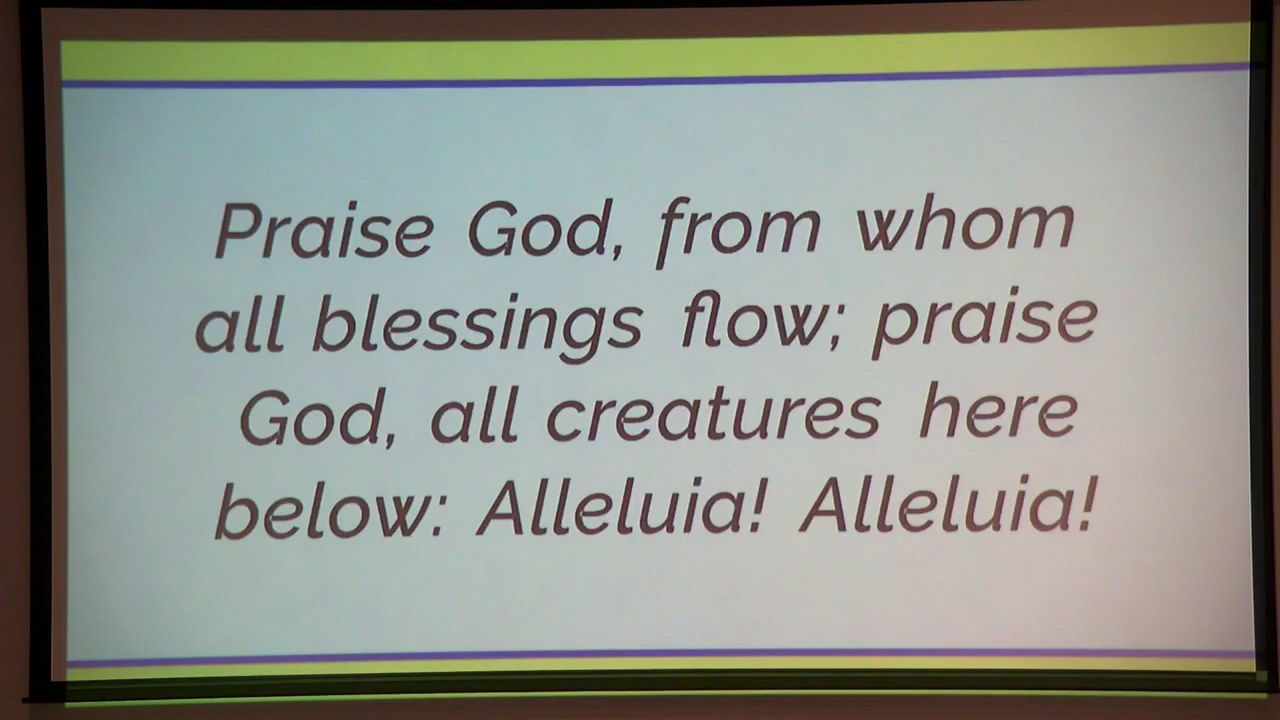 Praise God, from whom
all blessings flow; praise
God, all creatures here
below: Alleluia! Alleluia!